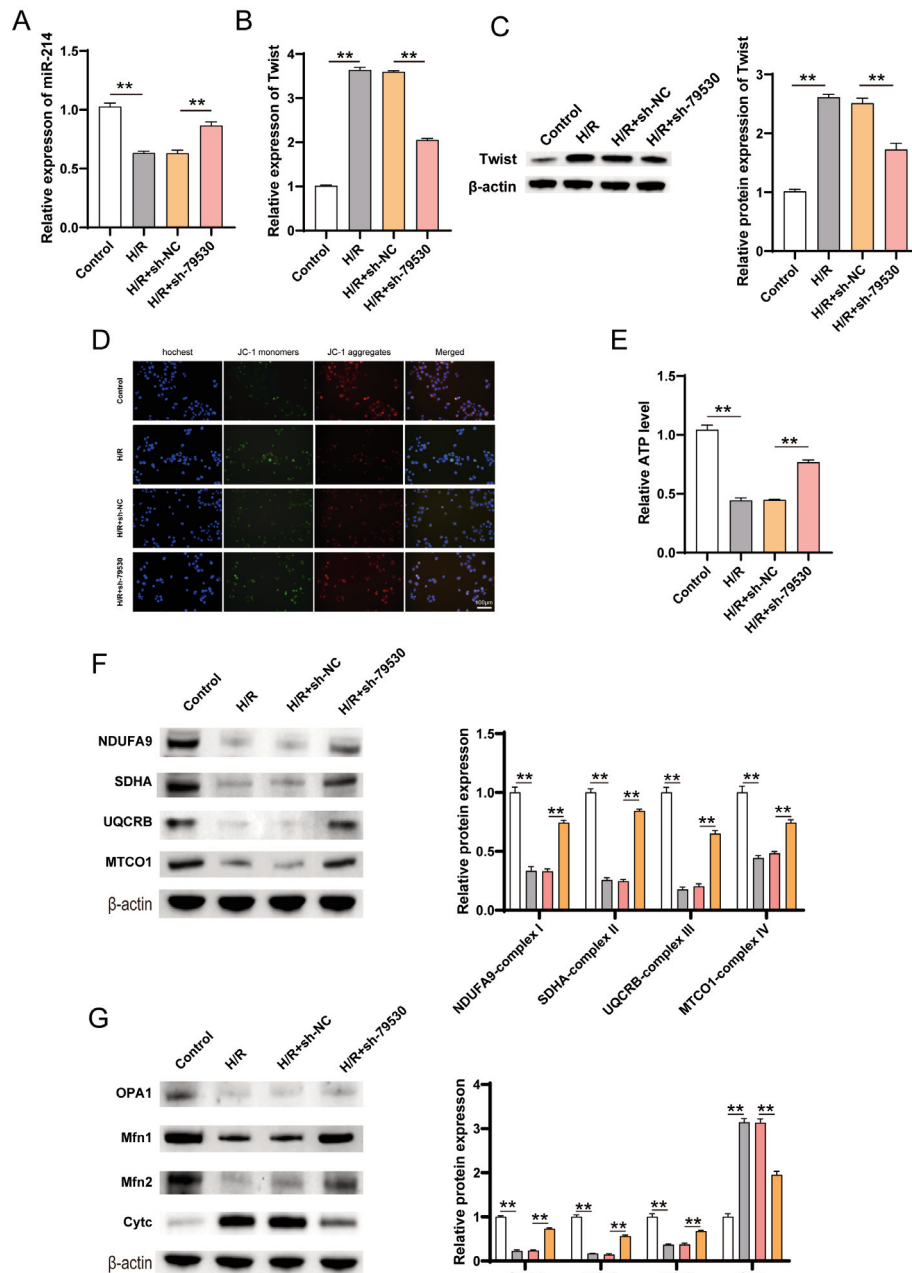 A
Relative expresson of miR-214
1.5
1.0
0.5
0.0
**
**
Control
H/R
H/R+sh-NC
H/R+sh-79530
B
Relative expression of Twist
4
3
2
1
0
**
**
Control
H/R
H/R+sh-NC
H/R+sh-79530
C
Control
H/R
H/R+sh-NC
H/R+sh-79530
Twist
β-actin
Relative protein expression of Twist
3
2
1
0
**
**
Control
H/R
H/R+sh-NC
H/R+sh-79530
D
hochest
JC-1 monomers
JC-1 aggregates
Merged
Control
H/R
H/R+sh-NC
H/R+sh-79530
400μm
E
Relative ATP level
1.5
1.0
0.5
0.0
**
**
Control
H/R
H/R+sh-NC
H/R+sh-79530
F
Control
H/R
H/R+sh-NC
H/R+sh-79530
NDUFA9
SDHA
UQCRB
MTCO1
β-actin
Relative protein expresson
1.5
1.0
0.5
0.0
**
**
**
**
**
**
**
**
NDUFA9-complex I
SDHA-complex II
UQCRB-complex III
MTCO1-complex IV
G
Control
H/R
H/R+sh-NC
H/R+sh-79530
OPA1
Mfn1
Mfn2
Cytc
β-actin
Relative protein expresson
4
3
2
1
0
**
**
**
**
**
**
**
**